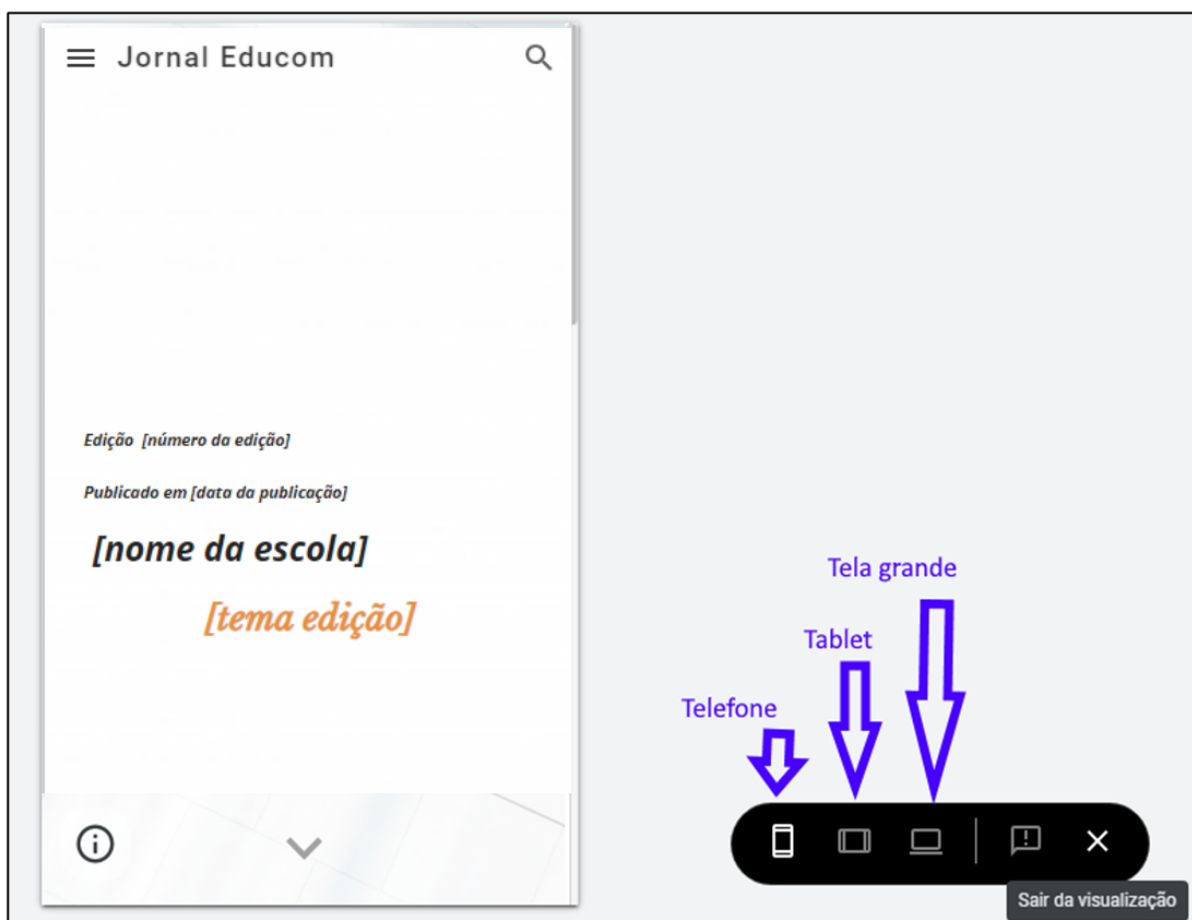 Jornal Educom
Edição [número da edição]
Publicado em [data da publicação]
[nome da escola]
[tema edição]
Tela grande
Tablet
Telefone
Sair da visualização